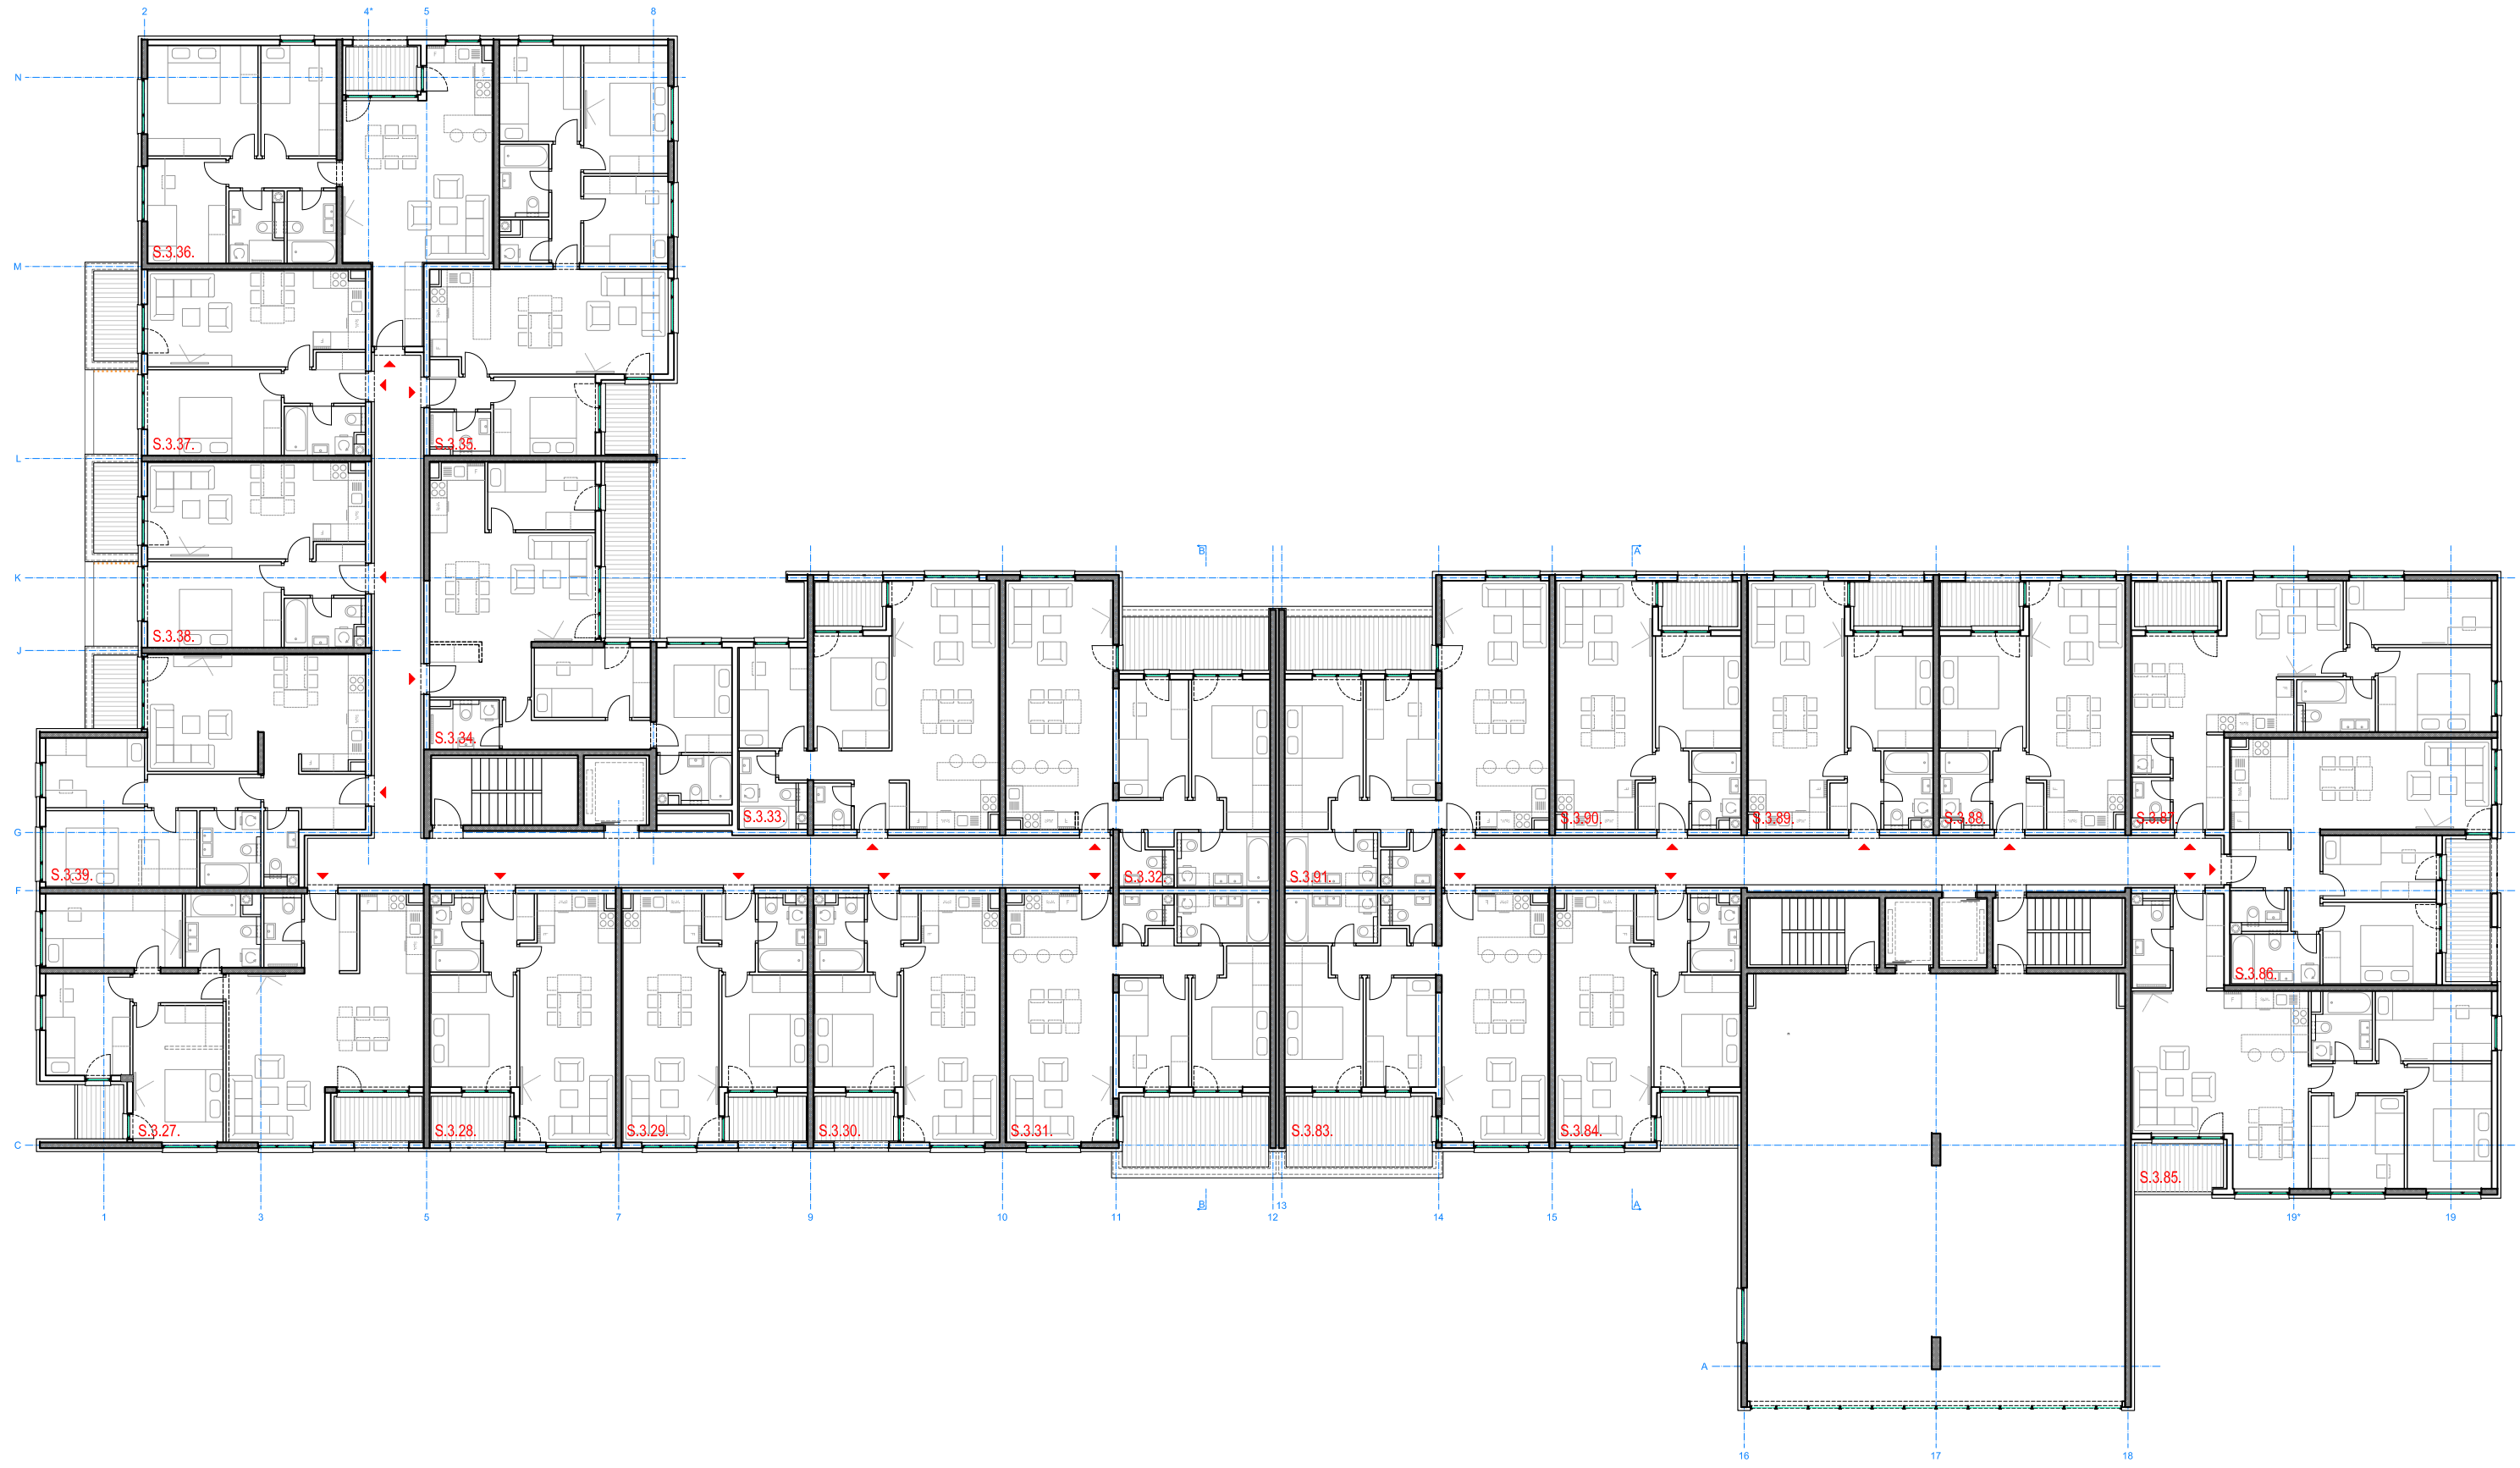 2 4* 5 8
N
S.3.36.
M
S.3.37. S.3.35.
L
B A
K
S.3.38.
J
S.3.34.
S.3.33. S.3.90. S.3.89. S.3.88. S.3.87.
G
S.3.39. S.3.32. S.3.91.
F
S.3.86.
S.3.27. S.3.28. S.3.29. S.3.30. S.3.31. S.3.83. S.3.84.
C
S.3.85.
B A
1 3 5 7 9 10 11 12 13 14 15 19* 19
A
16 17 18